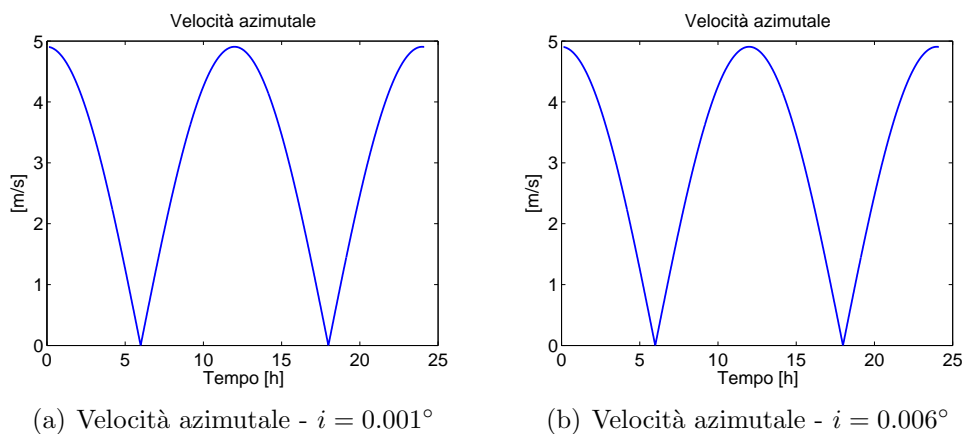 Velocità azimutale
5
4
3
2
1
0
[m/s]
0 5 10 15 20 25
Tempo [h]
(a) Velocità azimutale - i = 0.001°
Velocità azimutale
5
4
3
2
1
0
[m/s]
0 5 10 15 20 25
Tempo [h]
(b) Velocità azimutale - i = 0.006°